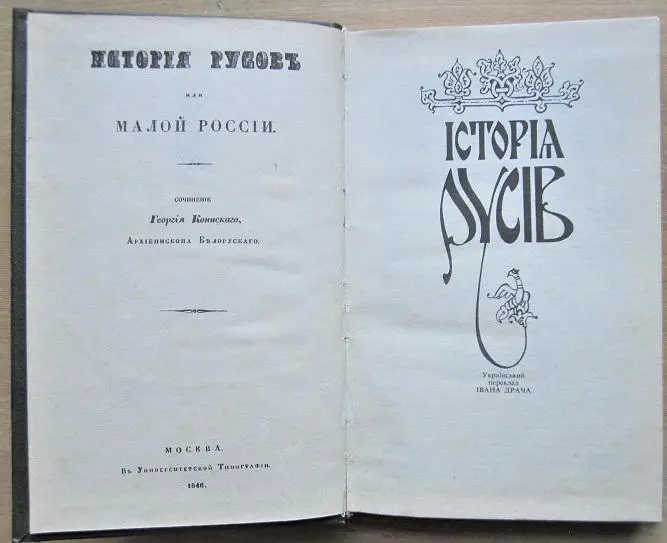 ИСТОРІЯ РУСОВЪ
или
МАЛОЙ РОССІИ.
СОЧИНЕНІЕ
Георгія Конискаго,
Архіепископа Бѣлорускаго.
МОСКВА.
Въ Университетской Типографіи.
1846.
ІСТОРІЯ
РУСІВ
Український
переклад
ІВАНА ДРАЧА